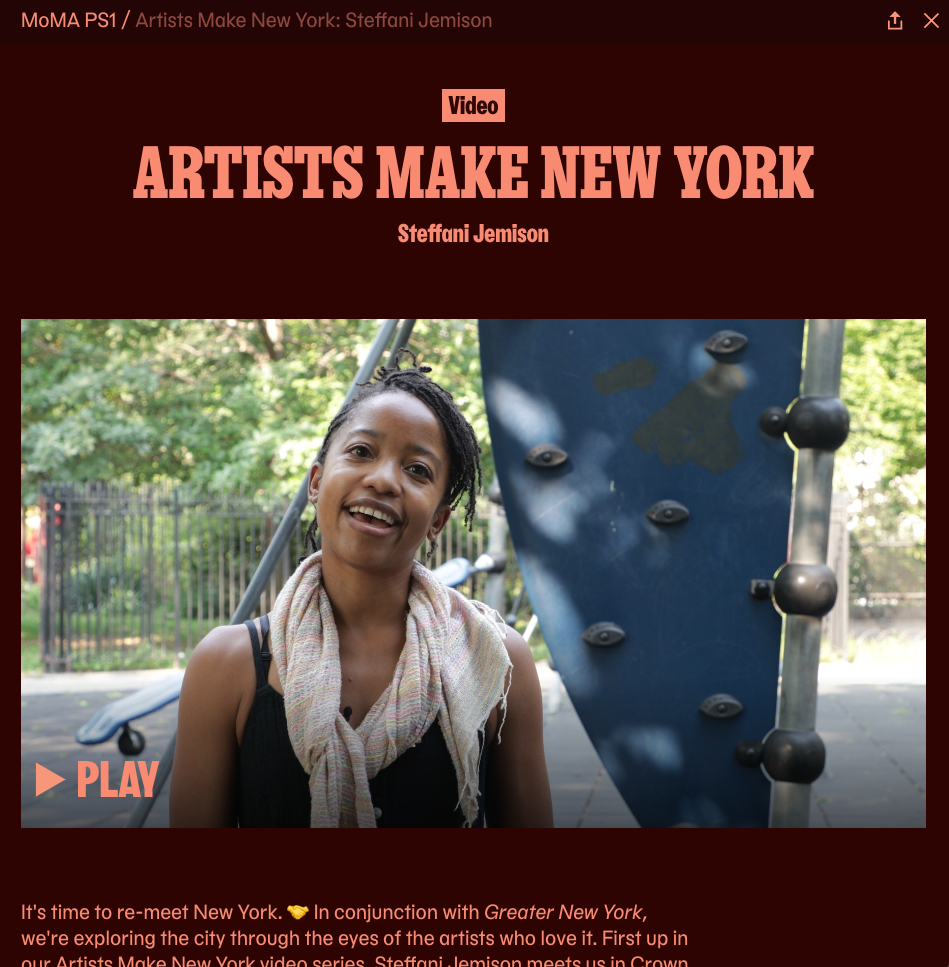 MoMA PS1 / Artists Make New York: Steffani Jemison
Video
ARTISTS MAKE NEW YORK
Steffani Jemison
PLAY
It's time to re-meet New York. 🤝 In conjunction with Greater New York,
we're exploring the city through the eyes of the artists who love it. First up in
our Artists Make New York video series, Steffani Jemison meets us in Crown